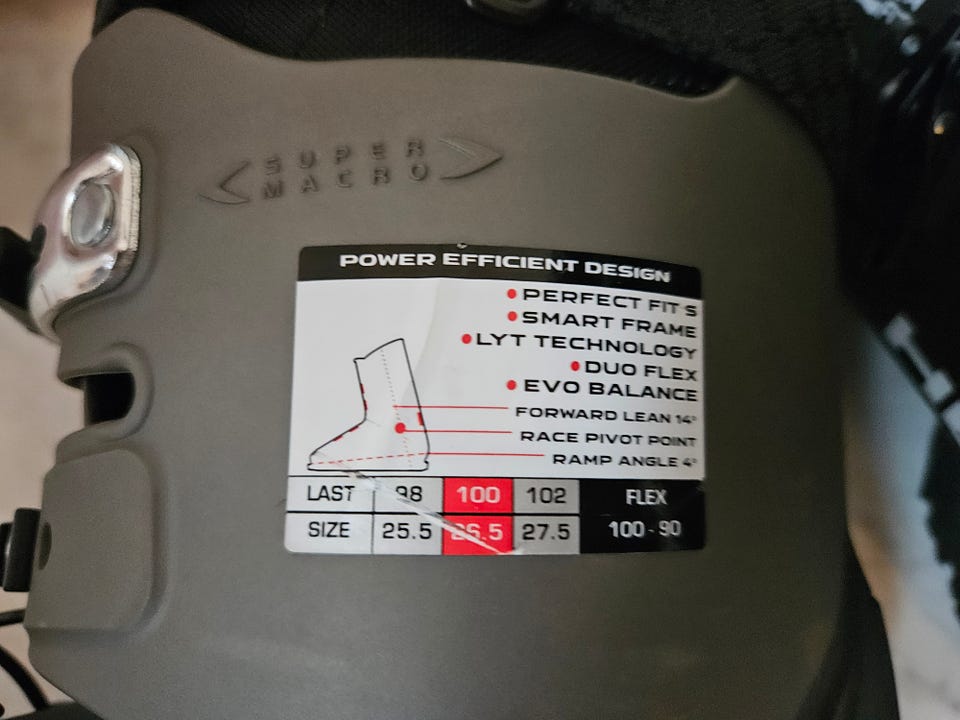 SUPER
MACRO
POWER EFFICIENT DESIGN
• PERFECT FIT S
• SMART FRAME
• LYT TECHNOLOGY
• DUO FLEX
• EVO BALANCE
FORWARD LEAN 14°
RACE PIVOT POINT
RAMP ANGLE 4°
LAST 98 100 102 FLEX
SIZE 25.5 26.5 27.5 100 - 90